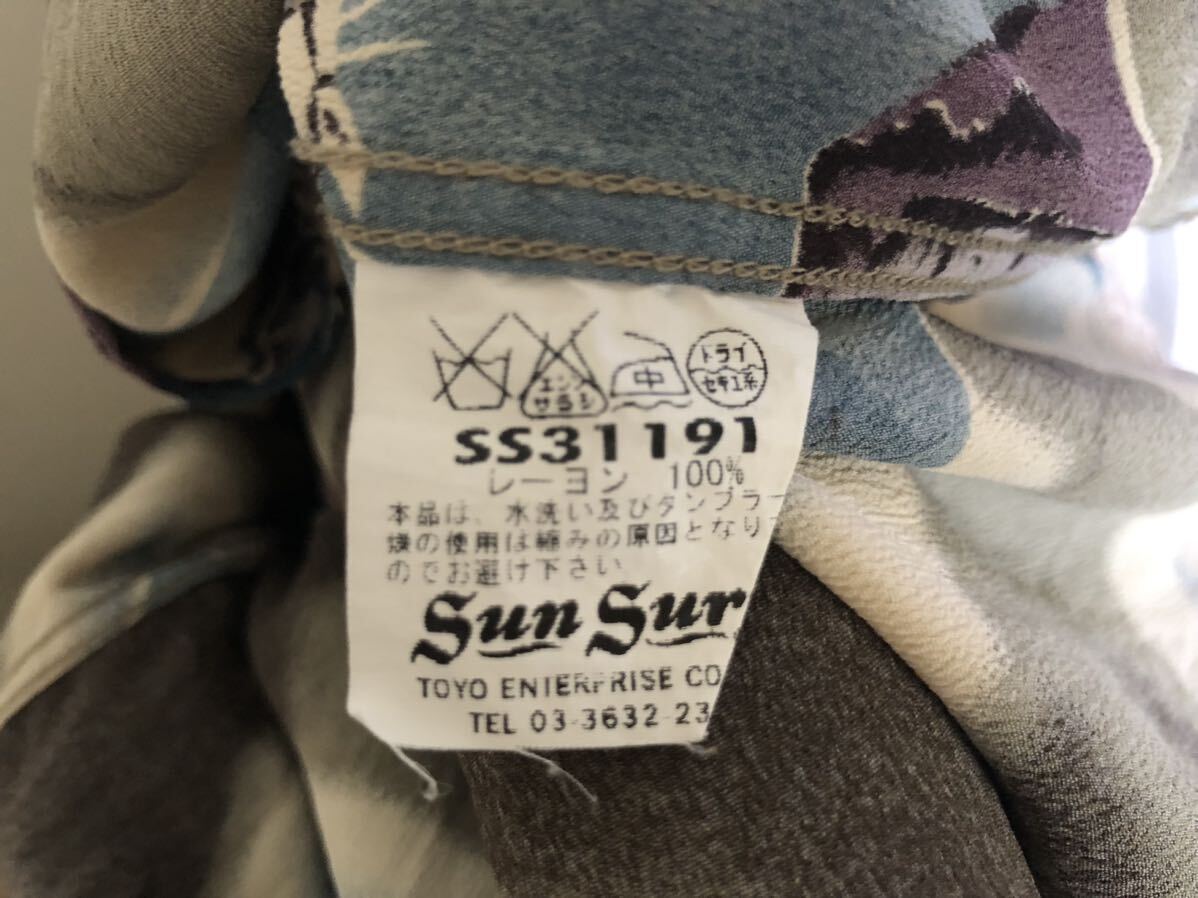 エンソ
サラシ
中
ドライ
セキユ系
SS31191
レーヨン 100%
本品は、水洗い及びタンブラー
燥の使用は縮みの原因となり
のでお避け下さい
Sun Sur
TOYO ENTERPRISE CO
TEL 03-3632-23